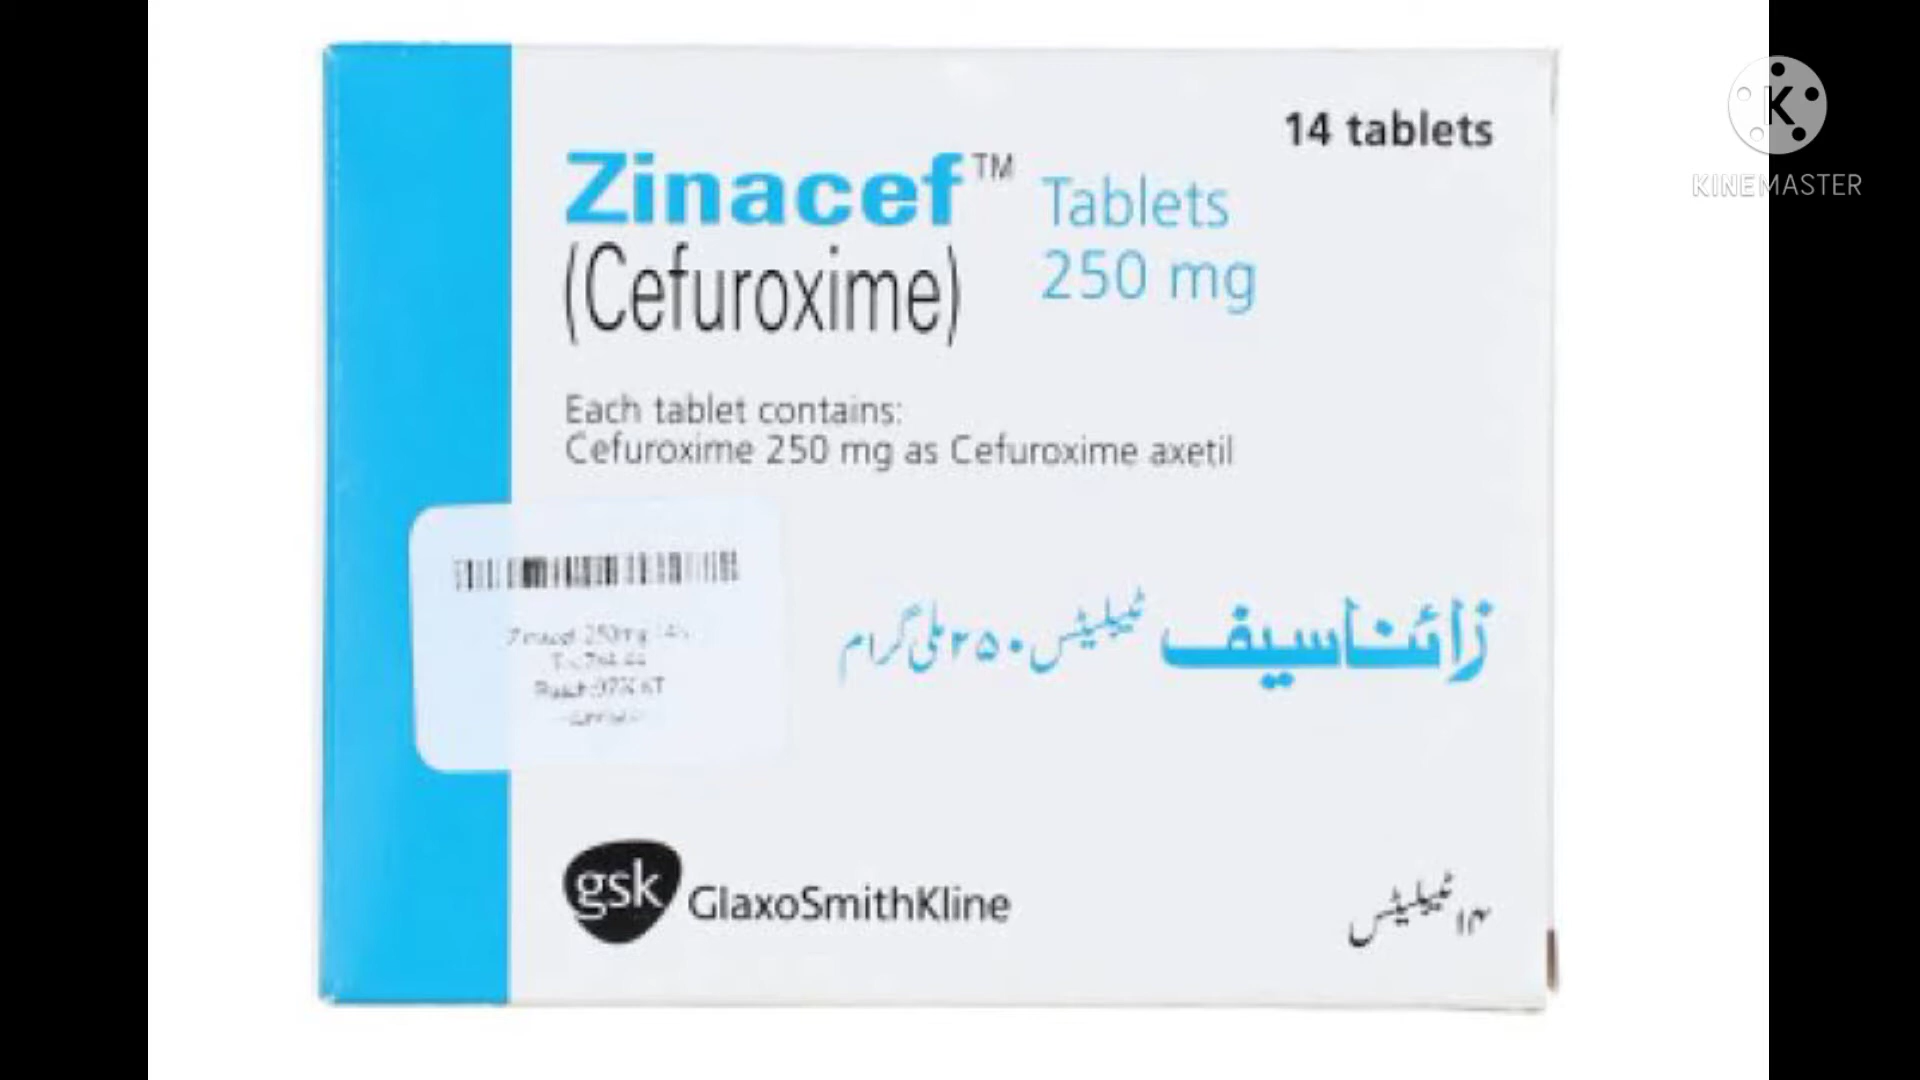 14 tablets
Zinacef™ Tablets
(Cefuroxime) 250 mg
Each tablet contains:
Cefuroxime 250 mg as Cefuroxime axetil
زائناسیف ٹیبلیٹس ۲۵۰ ملی گرام
gsk GlaxoSmithKline
۱۴ ٹیبلیٹس
K
KINEMASTER